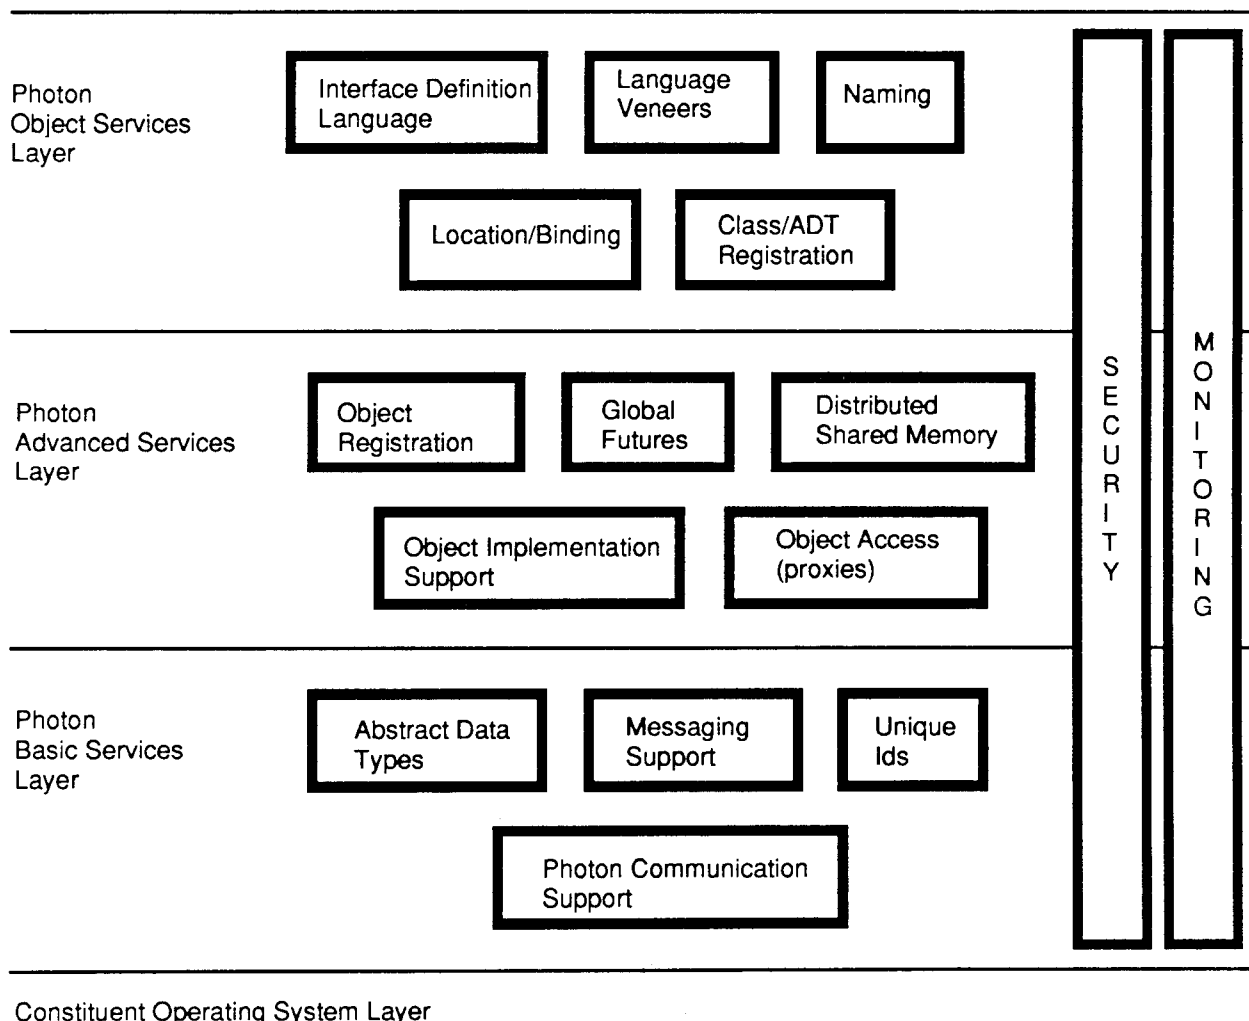 Photon
Object Services
Layer
Interface Definition
Language
Language
Veneers
Naming
Location/Binding
Class/ADT
Registration
Photon
Advanced Services
Layer
Object
Registration
Global
Futures
Distributed
Shared Memory
Object Implementation
Support
Object Access
(proxies)
Photon
Basic Services
Layer
Abstract Data
Types
Messaging
Support
Unique
Ids
Photon Communication
Support
SECURITY
MONITORING
Constituent Operating System Layer